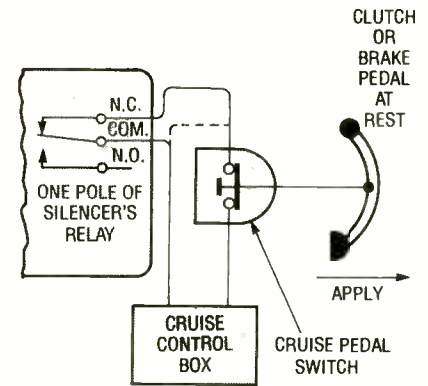 CLUTCH
OR
BRAKE
PEDAL
AT
REST
N.C.
COM.
N.O.
ONE POLE OF
SILENCER'S
RELAY
APPLY
CRUISE
CONTROL
BOX
CRUISE PEDAL
SWITCH